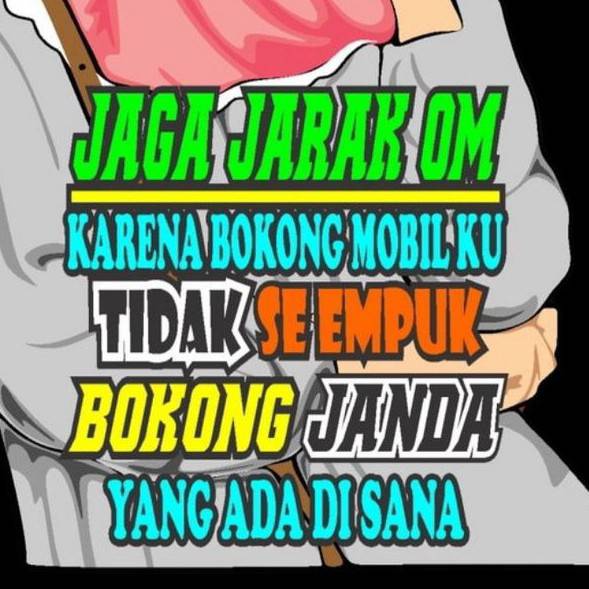 JAGA JARAK OM
KARENA BOKONG MOBIL KU
TIDAK SE EMPUK
BOKONG JANDA
YANG ADA DI SANA